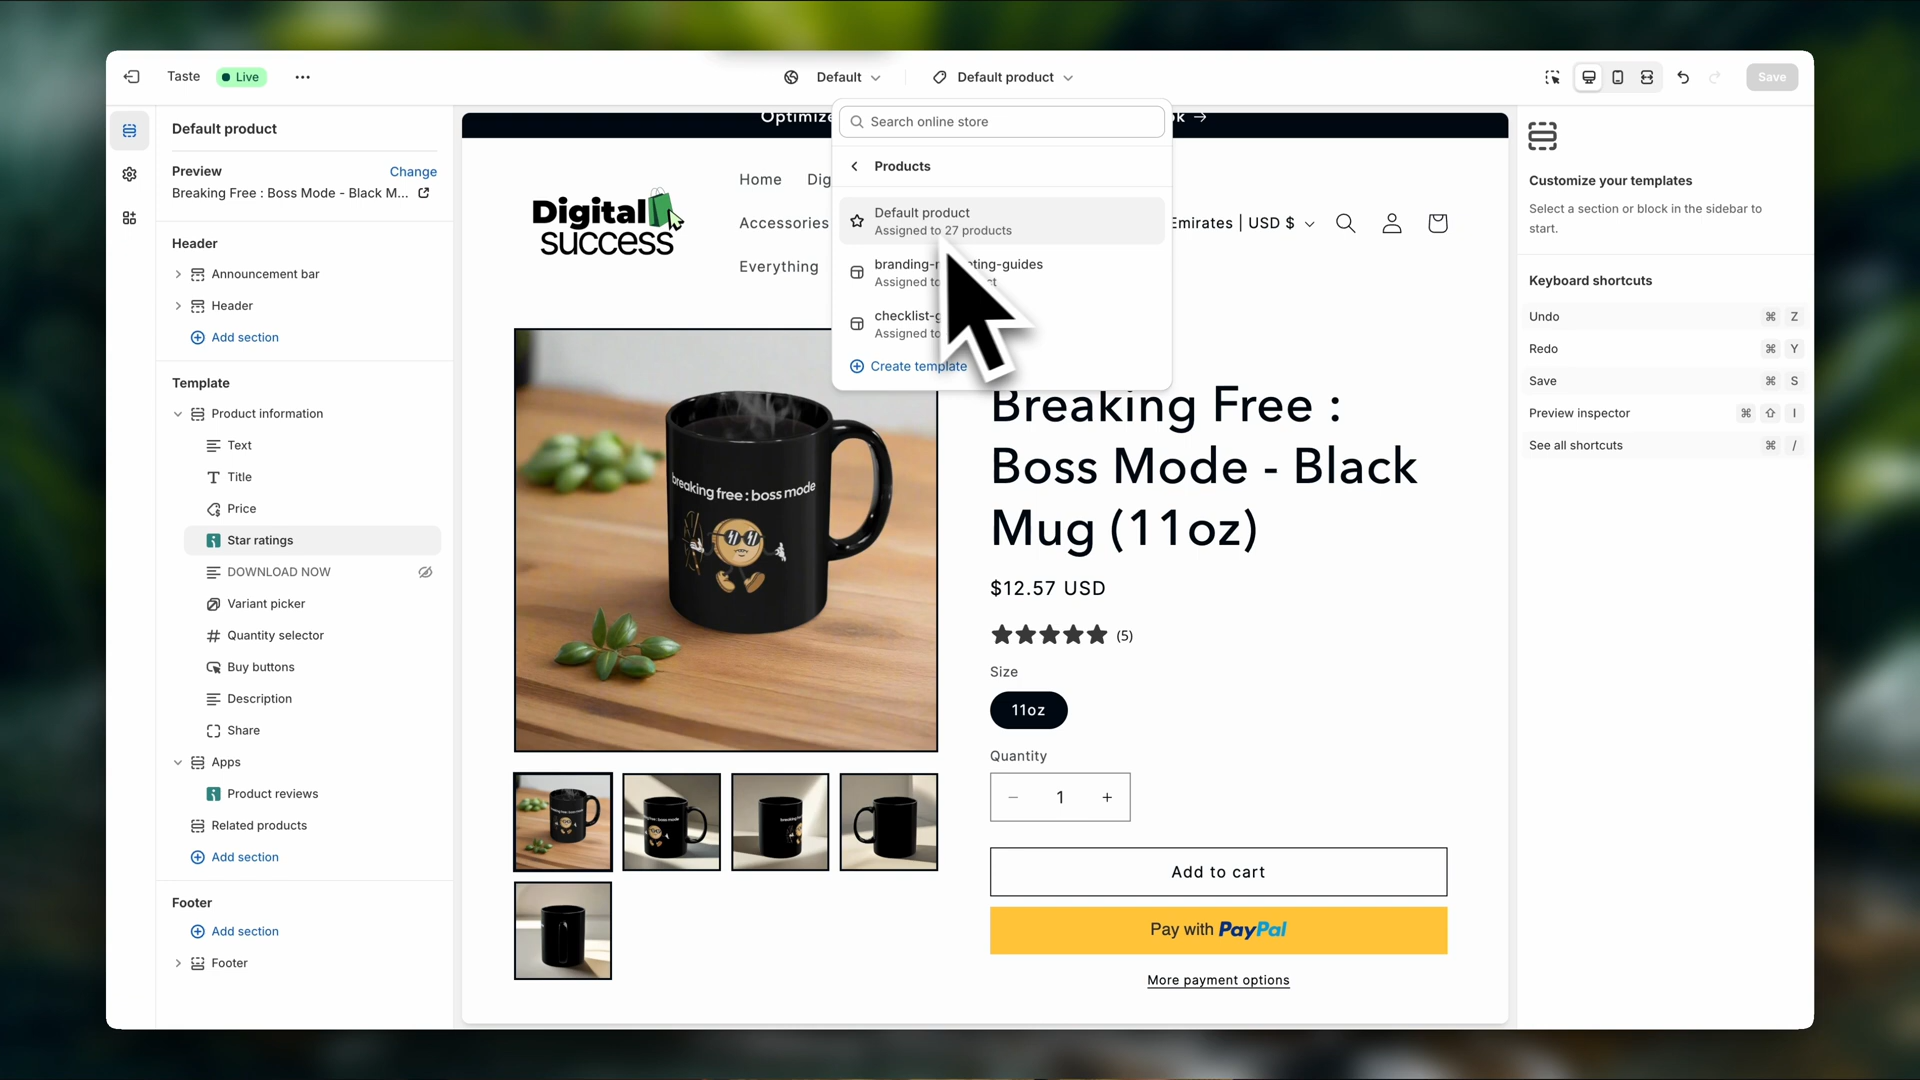 Taste
Live
Default
Default product
Save
Default product
Preview
Change
Breaking Free : Boss Mode - Black M...
Header
Announcement bar
Header
Add section
Template
Product information
Text
Title
Price
Star ratings
DOWNLOAD NOW
Variant picker
Quantity selector
Buy buttons
Description
Share
Apps
Product reviews
Related products
Add section
Footer
Add section
Footer
Search online store
Products
Default product
Assigned to 27 products
Assigned to
Assigned to
Create template
Digital
success
Home
Accessories
Everything
Emirates | USD $
breaking free : boss mode
Breaking Free :
Boss Mode - Black
Mug (11oz)
$12.57 USD
(5)
Size
11oz
Quantity
1
Add to cart
Pay with PayPal
More payment options
Customize your templates
Select a section or block in the sidebar to
start.
Keyboard shortcuts
Undo ⌘ Z
Redo ⌘ Y
Save ⌘ S
Preview inspector ⌘ ⇧ I
See all shortcuts ⌘ /